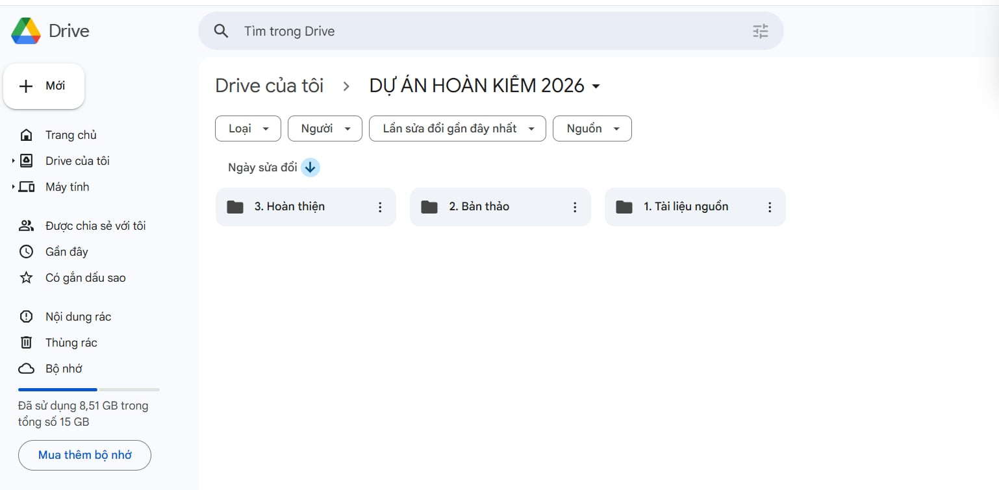 Drive
Tìm trong Drive
Mới
Trang chủ
Drive của tôi
Máy tính
Được chia sẻ với tôi
Gần đây
Có gắn dấu sao
Nội dung rác
Thùng rác
Bộ nhớ
Đã sử dụng 8,51 GB trong
tổng số 15 GB
Mua thêm bộ nhớ
Drive của tôi > DỰ ÁN HOÀN KIẾM 2026
Loại Người Lần sửa đổi gần đây nhất Nguồn
Ngày sửa đổi
3. Hoàn thiện 2. Bản thảo 1. Tài liệu nguồn